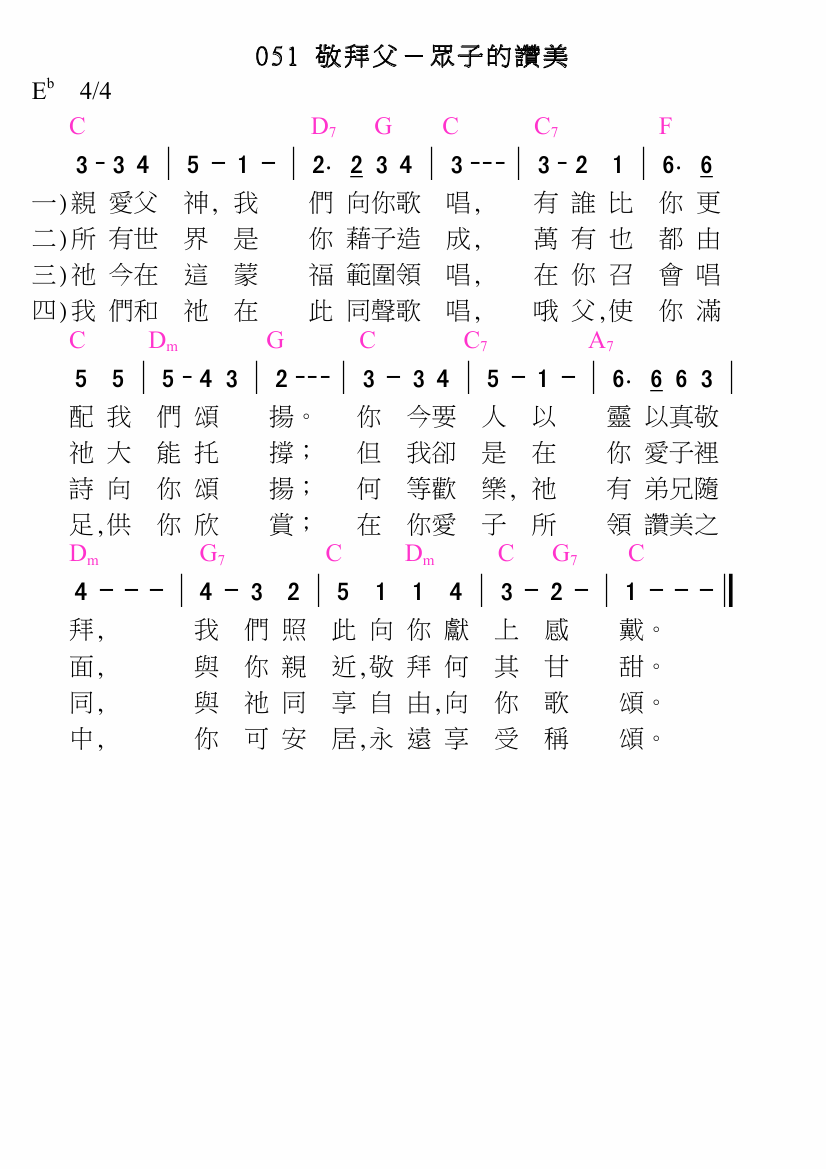 051 敬拜父－眾子的讚美
E♭ 4/4
C D7 G C C7 F
3 - 3 4 | 5 － 1 － | 2. 2 3 4 | 3 - - - | 3 - 2 1 | 6. 6
一)親 愛父 神, 我 們 向你歌 唱, 有 誰 比 你 更
二)所 有世 界 是 你 藉子造 成, 萬 有 也 都 由
三)祂 今在 這 蒙 福 範圍領 唱, 在 你 召 會 唱
四)我 們和 祂 在 此 同聲歌 唱, 哦 父,使 你 滿
C Dm G C C7 A7
5 5 | 5 - 4 3 | 2 - - - | 3 － 3 4 | 5 － 1 － | 6. 6 6 3 |
配 我 們 頌 揚。 你 今要 人 以 靈 以真敬
祂 大 能 托 撐； 但 我卻 是 在 你 愛子裡
詩 向 你 頌 揚； 何 等歡 樂, 祂 有 弟兄隨
足,供 你 欣 賞； 在 你愛 子 所 領 讚美之
Dm G7 C Dm C G7 C
4 － － － | 4 － 3 2 | 5 1 1 4 | 3 － 2 － | 1 － － － ‖
拜, 我 們 照 此 向 你 獻 上 感 戴。
面, 與 你 親 近,敬 拜 何 其 甘 甜。
同, 與 祂 同 享 自 由,向 你 歌 頌。
中, 你 可 安 居,永 遠 享 受 稱 頌。